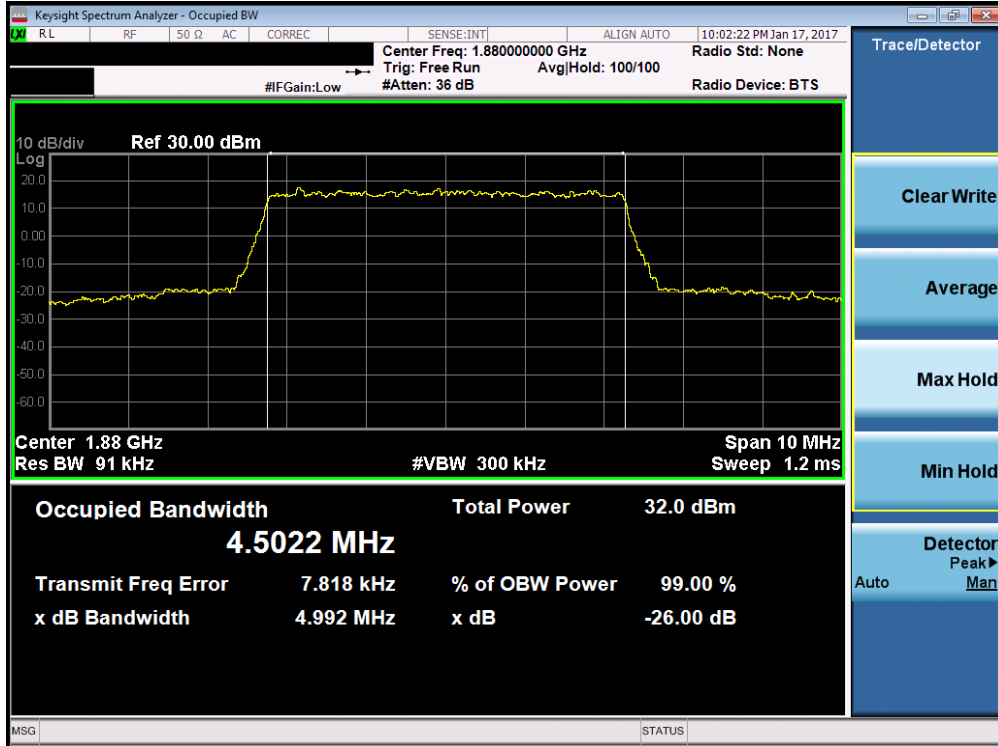 Keysight Spectrum Analyzer - Occupied BW
LXI RL RF 50 Ω AC CORREC SENSE:INT ALIGN AUTO 10:02:22 PM Jan 17, 2017
Center Freq: 1.880000000 GHz Radio Std: None
Trig: Free Run Avg|Hold: 100/100
#IFGain:Low #Atten: 36 dB Radio Device: BTS
Trace/Detector
10 dB/div Ref 30.00 dBm
Log
20.0
10.0
0.00
-10.0
-20.0
-30.0
-40.0
-50.0
-60.0
Center 1.88 GHz Span 10 MHz
Res BW 91 kHz #VBW 300 kHz Sweep 1.2 ms
Occupied Bandwidth Total Power 32.0 dBm
4.5022 MHz
Transmit Freq Error 7.818 kHz % of OBW Power 99.00 %
x dB Bandwidth 4.992 MHz x dB -26.00 dB
Clear Write
Average
Max Hold
Min Hold
Detector
Peak▶
Auto Man
MSG STATUS